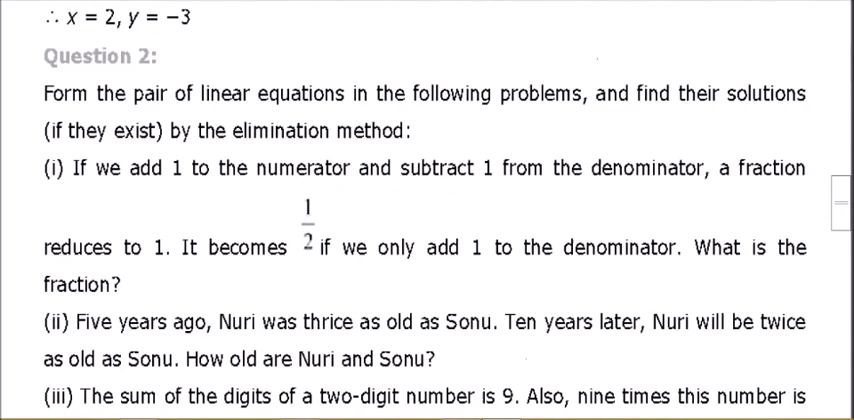 ∴ x = 2, y = −3
Question 2:
Form the pair of linear equations in the following problems, and find their solutions
(if they exist) by the elimination method:
(i) If we add 1 to the numerator and subtract 1 from the denominator, a fraction
reduces to 1. It becomes 1/2 if we only add 1 to the denominator. What is the
fraction?
(ii) Five years ago, Nuri was thrice as old as Sonu. Ten years later, Nuri will be twice
as old as Sonu. How old are Nuri and Sonu?
(iii) The sum of the digits of a two-digit number is 9. Also, nine times this number is